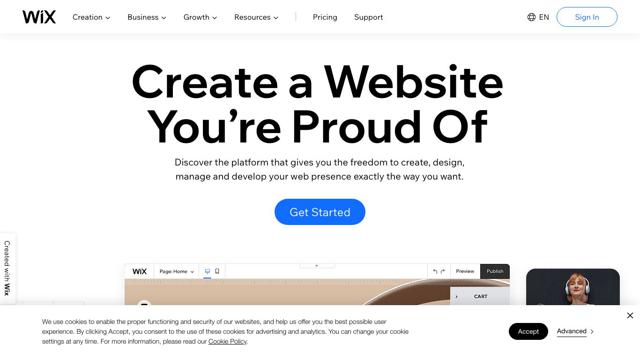 WiX
Creation
Business
Growth
Resources
Pricing
Support
EN
Sign In
Create a Website
You're Proud Of
Discover the platform that gives you the freedom to create, design,
manage and develop your web presence exactly the way you want.
Get Started
Created with Wix
WiX
Page: Home
Preview
Publish
CART
We use cookies to enable the proper functioning and security of our websites, and help us offer you the best possible user
experience. By clicking Accept, you consent to the use of these cookies for advertising and analytics. You can change your cookie
settings at any time. For more information, please read our Cookie Policy.
Accept
Advanced